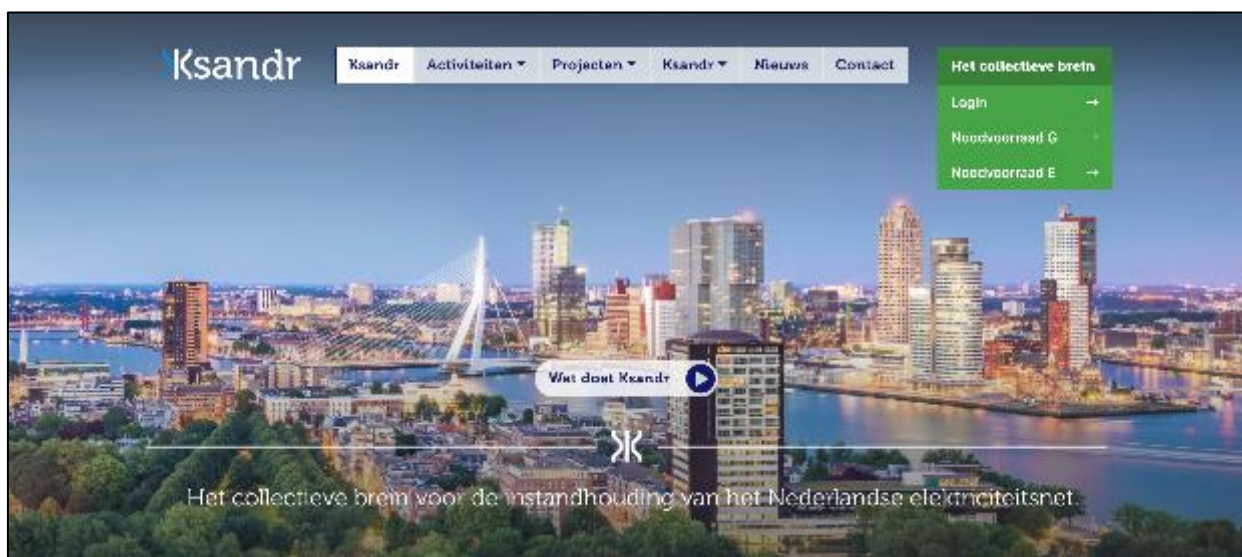 Ksandr
Ksandr Activiteiten Projecten Ksandr Nieuws Contact
Het collectieve brein
Login
Noodvoorraad G
Noodvoorraad E
Wat doet Ksandr
Het collectieve brein voor de instandhouding van het Nederlandse elektriciteitsnet